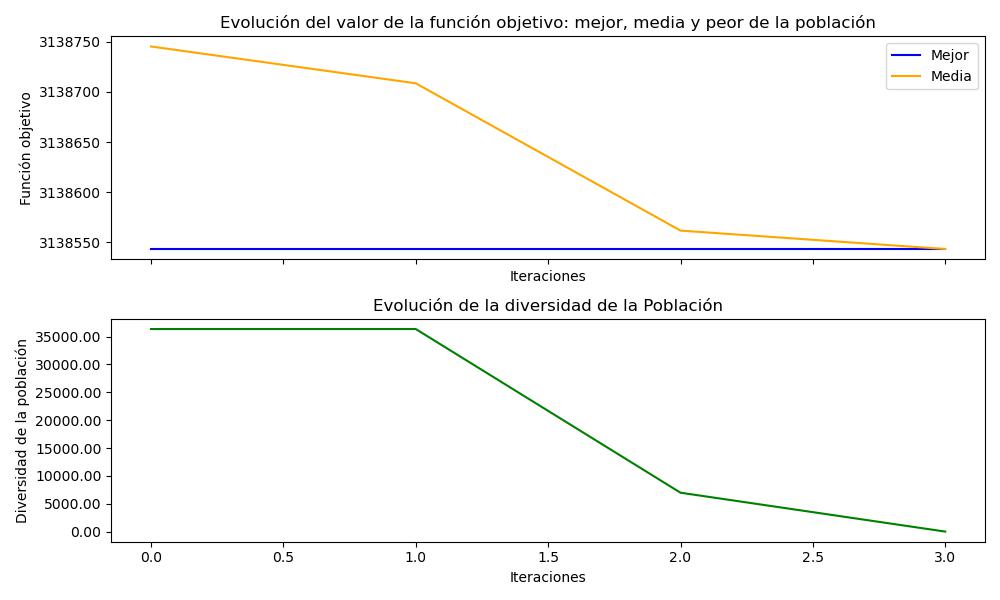 Evolución del valor de la función objetivo: mejor, media y peor de la población
3138750
3138700
3138650
3138600
3138550
Función objetivo
Mejor
Media
Iteraciones
Evolución de la diversidad de la Población
35000.00
30000.00
25000.00
20000.00
15000.00
10000.00
5000.00
0.00
Diversidad de la población
0.0 0.5 1.0 1.5 2.0 2.5 3.0
Iteraciones